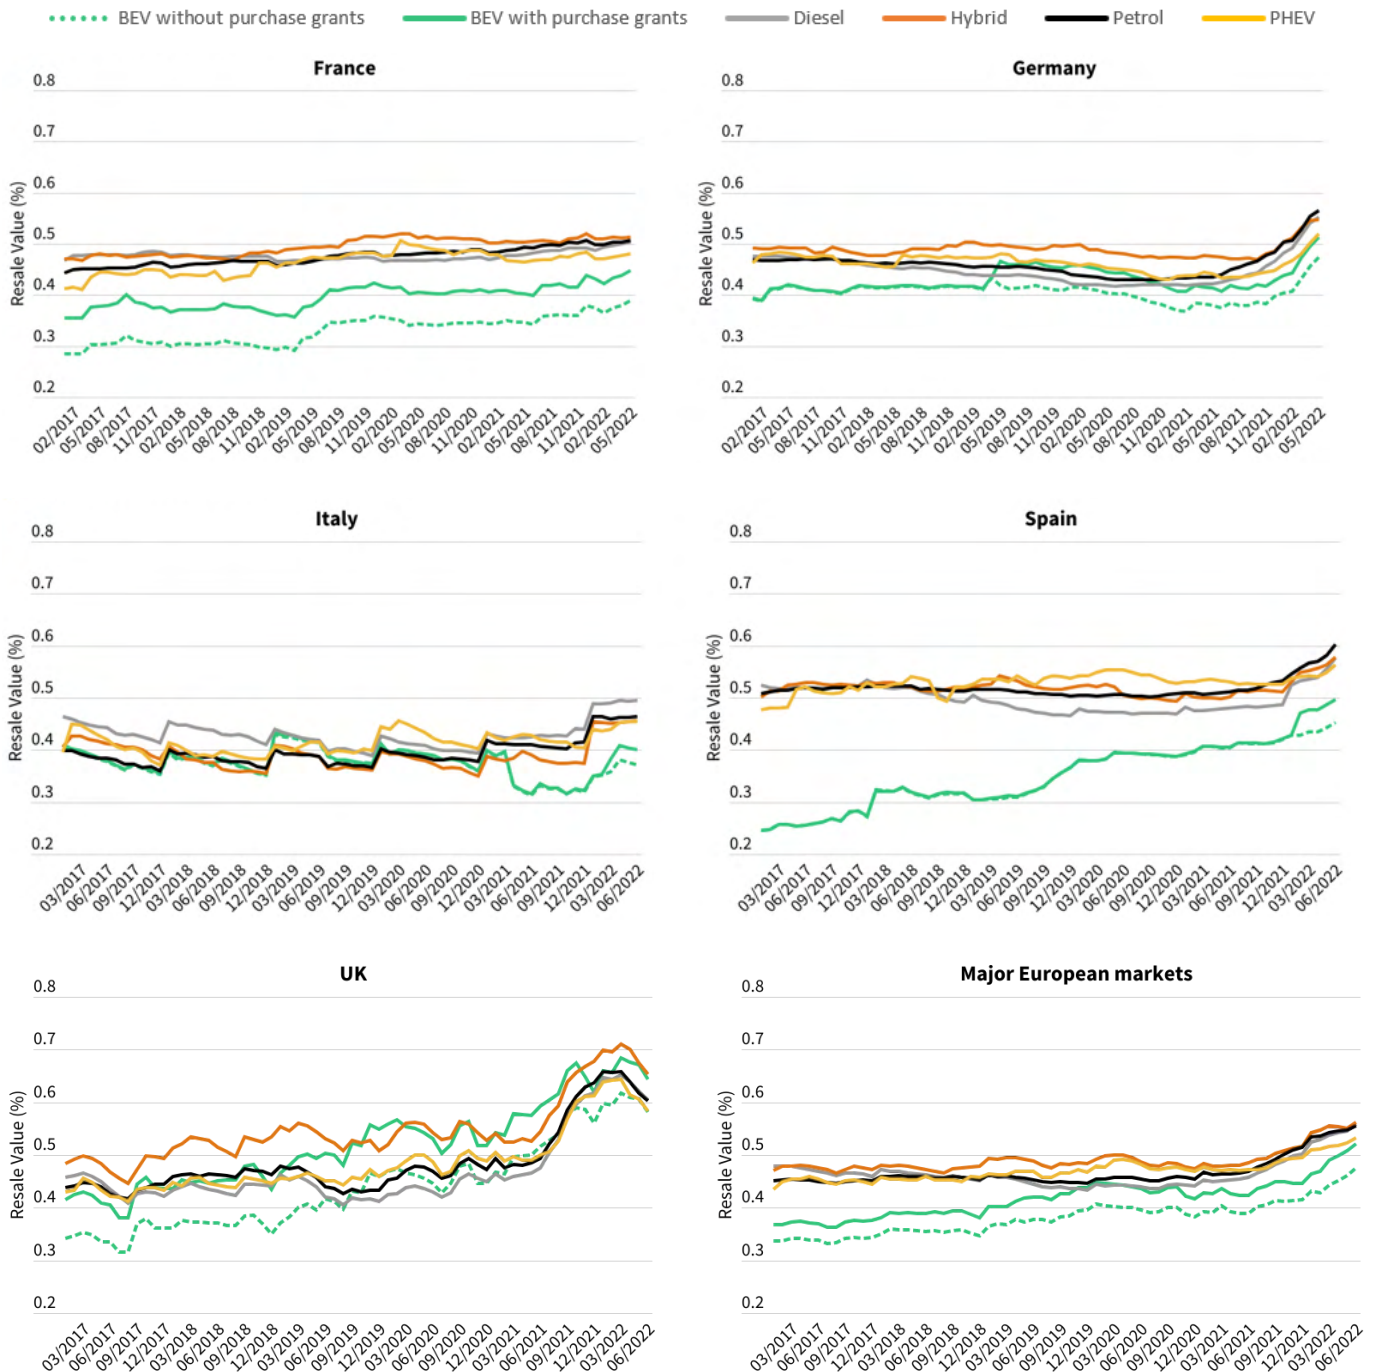 BEV without purchase grants BEV with purchase grants Diesel Hybrid Petrol PHEV
France
Resale Value (%)
0.8
0.7
0.6
0.5
0.4
0.3
0.2
02/2017 05/2017 08/2017 11/2017 02/2018 05/2018 08/2018 11/2018 02/2019 05/2019 08/2019 11/2019 02/2020 05/2020 08/2020 11/2020 02/2021 05/2021 08/2021 11/2021 02/2022 05/2022
Germany
Resale Value (%)
0.8
0.7
0.6
0.5
0.4
0.3
0.2
02/2017 05/2017 08/2017 11/2017 02/2018 05/2018 08/2018 11/2018 02/2019 05/2019 08/2019 11/2019 02/2020 05/2020 08/2020 11/2020 02/2021 05/2021 08/2021 11/2021 02/2022 05/2022
Italy
Resale Value (%)
0.8
0.7
0.6
0.5
0.4
0.3
0.2
03/2017 06/2017 09/2017 12/2017 03/2018 06/2018 09/2018 12/2018 03/2019 06/2019 09/2019 12/2019 03/2020 06/2020 09/2020 12/2020 03/2021 06/2021 09/2021 12/2021 03/2022 06/2022
Spain
Resale Value (%)
0.8
0.7
0.6
0.5
0.4
0.3
0.2
03/2017 06/2017 09/2017 12/2017 03/2018 06/2018 09/2018 12/2018 03/2019 06/2019 09/2019 12/2019 03/2020 06/2020 09/2020 12/2020 03/2021 06/2021 09/2021 12/2021 03/2022 06/2022
UK
Resale Value (%)
0.8
0.7
0.6
0.5
0.4
0.3
0.2
03/2017 06/2017 09/2017 12/2017 03/2018 06/2018 09/2018 12/2018 03/2019 06/2019 09/2019 12/2019 03/2020 06/2020 09/2020 12/2020 03/2021 06/2021 09/2021 12/2021 03/2022 06/2022
Major European markets
Resale Value (%)
0.8
0.7
0.6
0.5
0.4
0.3
0.2
03/2017 06/2017 09/2017 12/2017 03/2018 06/2018 09/2018 12/2018 03/2019 06/2019 09/2019 12/2019 03/2020 06/2020 09/2020 12/2020 03/2021 06/2021 09/2021 12/2021 03/2022 06/2022